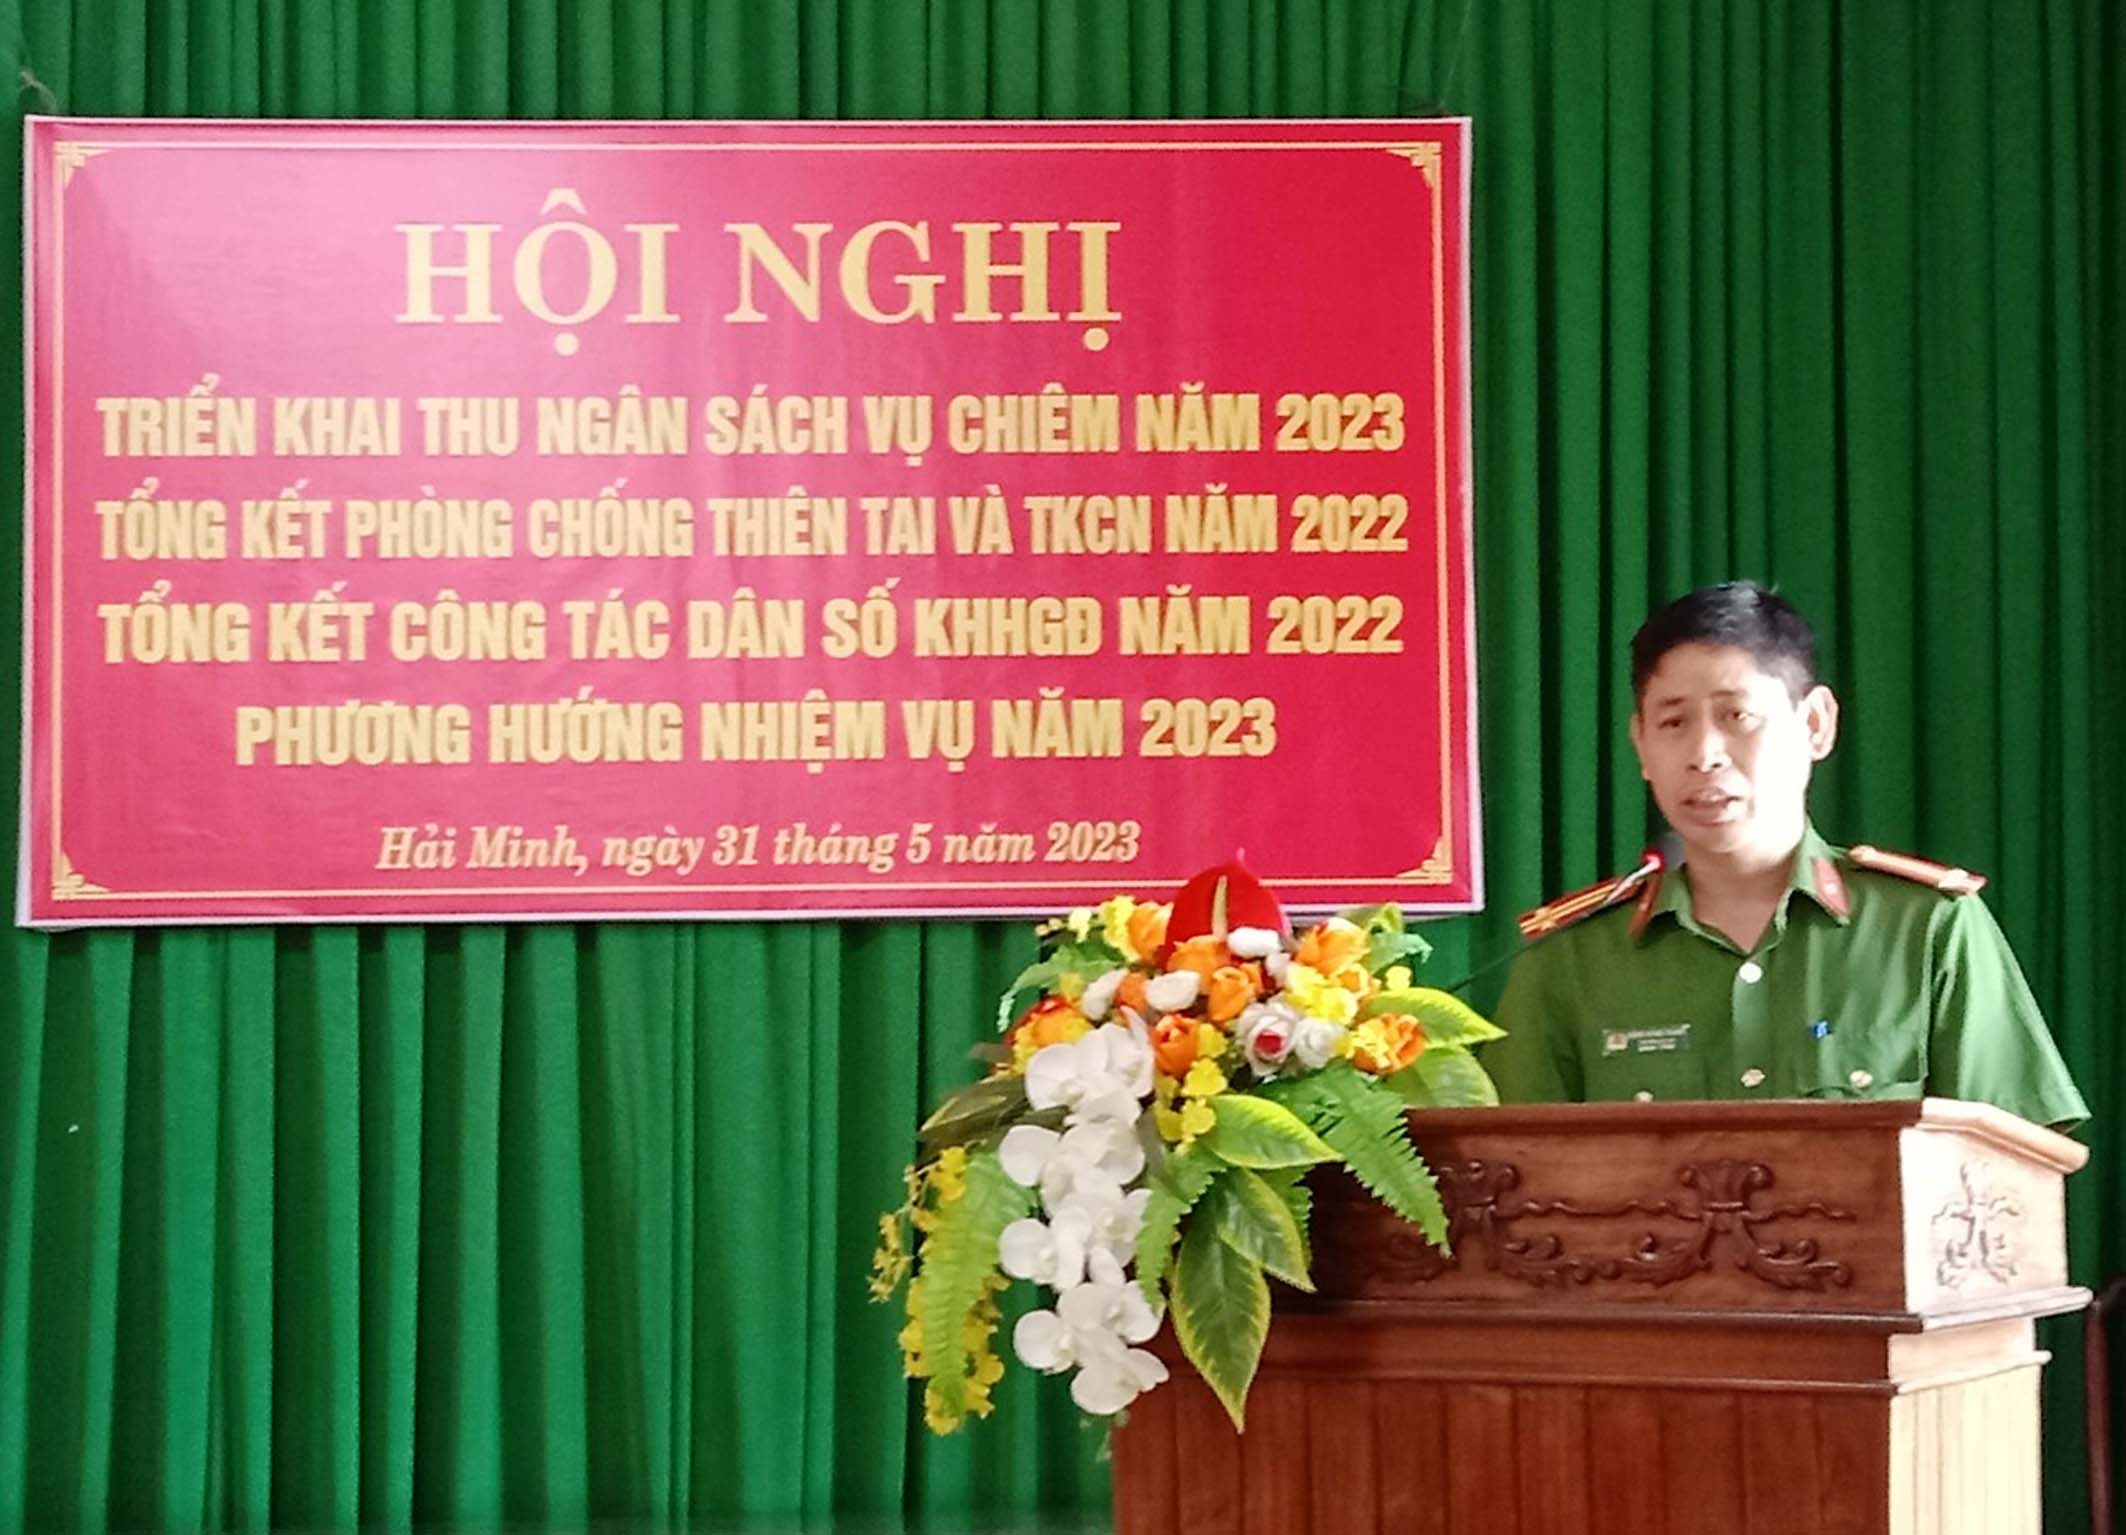 HỘI NGHỊ
TRIỂN KHAI THU NGÂN SÁCH VỤ CHIÊM NĂM 2023
TỔNG KẾT PHÒNG CHỐNG THIÊN TAI VÀ TKCN NĂM 2022
TỔNG KẾT CÔNG TÁC DÂN SỐ KHHGĐ NĂM 2022
PHƯƠNG HƯỚNG NHIỆM VỤ NĂM 2023
Hải Minh, ngày 31 tháng 5 năm 2023